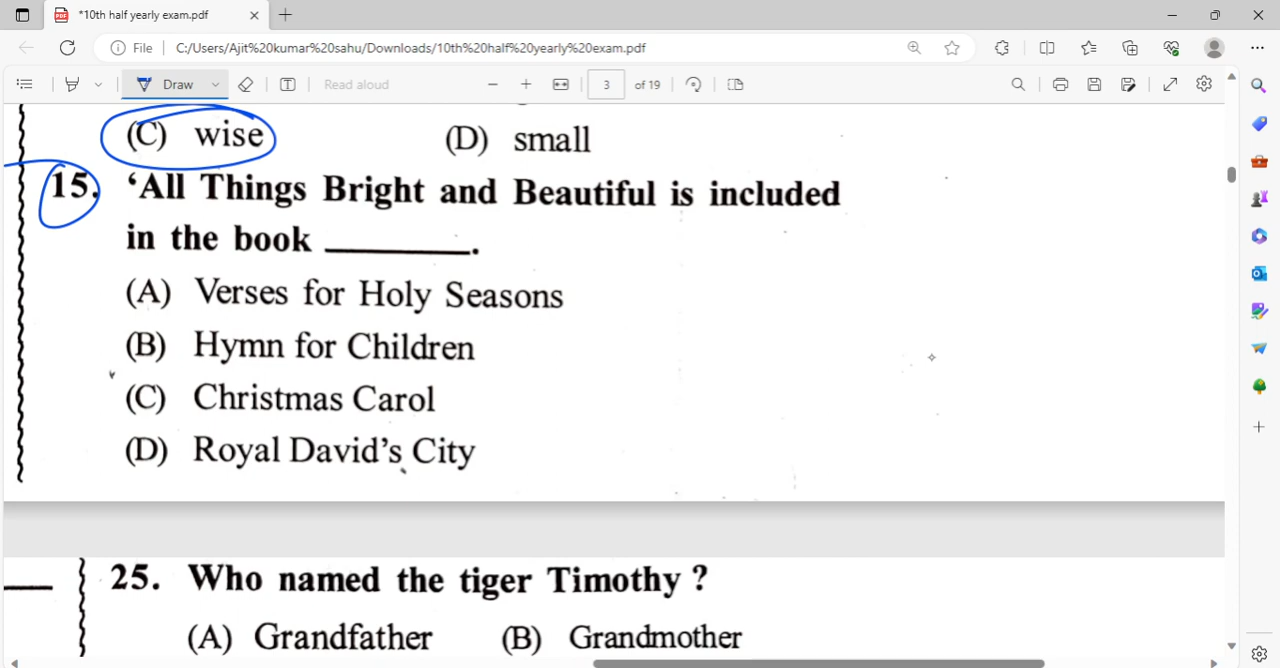 *10th half yearly exam.pdf
File C:/Users/Ajit%20kumar%20sahu/Downloads/10th%20half%20yearly%20exam.pdf
Draw Read aloud 3 of 19
(C) wise (D) small
15. ‘All Things Bright and Beautiful is included
in the book ________.
(A) Verses for Holy Seasons
(B) Hymn for Children
(C) Christmas Carol
(D) Royal David’s City
25. Who named the tiger Timothy ?
(A) Grandfather (B) Grandmother